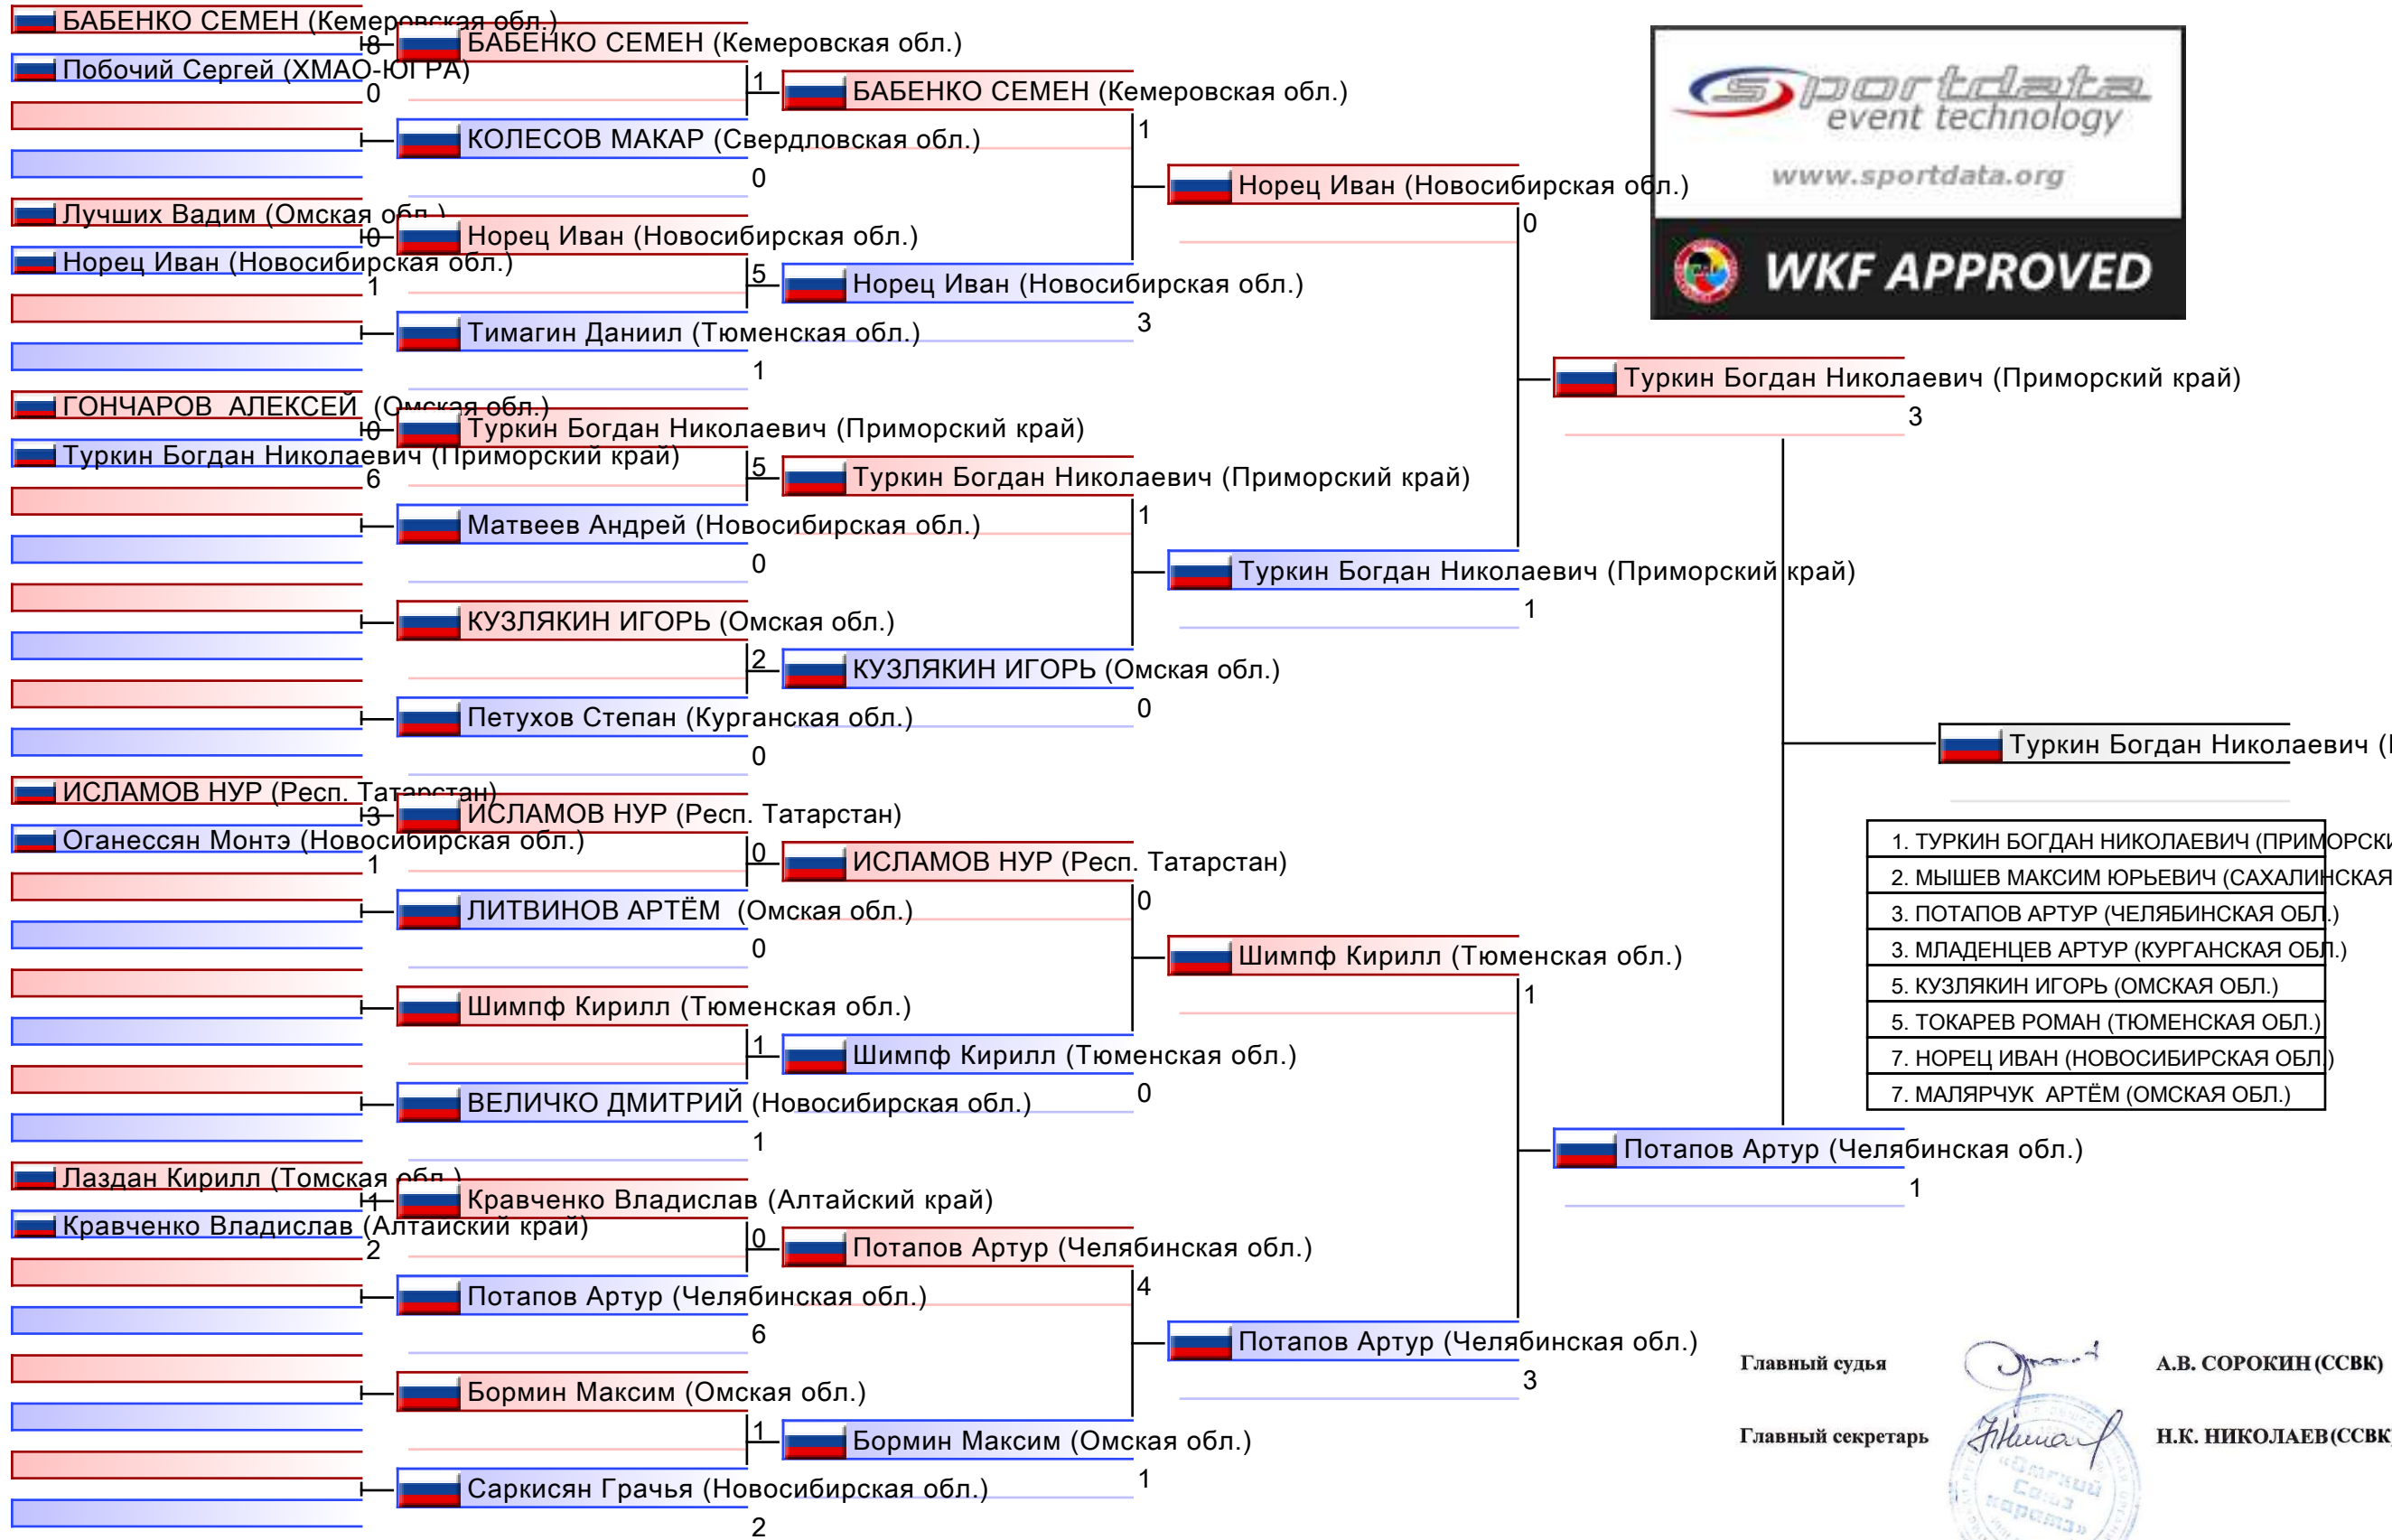 БАБЕНКО СЕМЕН (Кемеровская обл.)
8
Побочий Сергей (ХМАО-ЮГРА)
0
Лучших Вадим (Омская обл.)
0
Норец Иван (Новосибирская обл.)
1
ГОНЧАРОВ АЛЕКСЕЙ (Омская обл.)
0
Туркин Богдан Николаевич (Приморский край)
6
ИСЛАМОВ НУР (Респ. Татарстан)
3
Оганессян Монтэ (Новосибирская обл.)
1
Лаздан Кирилл (Томская обл.)
1
Кравченко Владислав (Алтайский край)
2
БАБЕНКО СЕМЕН (Кемеровская обл.)
1
КОЛЕСОВ МАКАР (Свердловская обл.)
0
Норец Иван (Новосибирская обл.)
5
Тимагин Даниил (Тюменская обл.)
1
Туркин Богдан Николаевич (Приморский край)
5
Матвеев Андрей (Новосибирская обл.)
0
КУЗЛЯКИН ИГОРЬ (Омская обл.)
2
Петухов Степан (Курганская обл.)
0
ИСЛАМОВ НУР (Респ. Татарстан)
0
ЛИТВИНОВ АРТЁМ (Омская обл.)
0
Шимпф Кирилл (Тюменская обл.)
1
ВЕЛИЧКО ДМИТРИЙ (Новосибирская обл.)
1
Кравченко Владислав (Алтайский край)
0
Потапов Артур (Челябинская обл.)
6
Бормин Максим (Омская обл.)
1
Саркисян Грачья (Новосибирская обл.)
2
БАБЕНКО СЕМЕН (Кемеровская обл.)
1
Норец Иван (Новосибирская обл.)
3
Туркин Богдан Николаевич (Приморский край)
1
КУЗЛЯКИН ИГОРЬ (Омская обл.)
0
ИСЛАМОВ НУР (Респ. Татарстан)
0
Шимпф Кирилл (Тюменская обл.)
0
Потапов Артур (Челябинская обл.)
4
Бормин Максим (Омская обл.)
1
Норец Иван (Новосибирская обл.)
0
Туркин Богдан Николаевич (Приморский край)
1
Шимпф Кирилл (Тюменская обл.)
1
Потапов Артур (Челябинская обл.)
3
Туркин Богдан Николаевич (Приморский край)
3
Потапов Артур (Челябинская обл.)
1
Туркин Богдан Николаевич (
sportdata
event technology
www.sportdata.org
WKF APPROVED
1. ТУРКИН БОГДАН НИКОЛАЕВИЧ (ПРИМОРСКИ
2. МЫШЕВ МАКСИМ ЮРЬЕВИЧ (САХАЛИНСКАЯ
3. ПОТАПОВ АРТУР (ЧЕЛЯБИНСКАЯ ОБЛ.)
3. МЛАДЕНЦЕВ АРТУР (КУРГАНСКАЯ ОБЛ.)
5. КУЗЛЯКИН ИГОРЬ (ОМСКАЯ ОБЛ.)
5. ТОКАРЕВ РОМАН (ТЮМЕНСКАЯ ОБЛ.)
7. НОРЕЦ ИВАН (НОВОСИБИРСКАЯ ОБЛ.)
7. МАЛЯРЧУК АРТЁМ (ОМСКАЯ ОБЛ.)
Главный судья А.В. СОРОКИН (ССВК)
Главный секретарь Н.К. НИКОЛАЕВ (ССВК)
«Омский
Союз
каратэ»